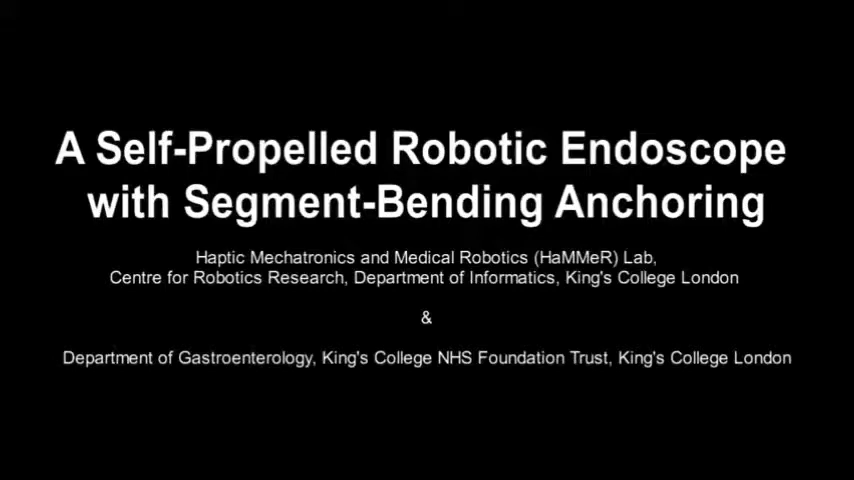 A Self-Propelled Robotic Endoscope
with Segment-Bending Anchoring
Haptic Mechatronics and Medical Robotics (HaMMeR) Lab,
Centre for Robotics Research, Department of Informatics, King's College London
&
Department of Gastroenterology, King's College NHS Foundation Trust, King's College London